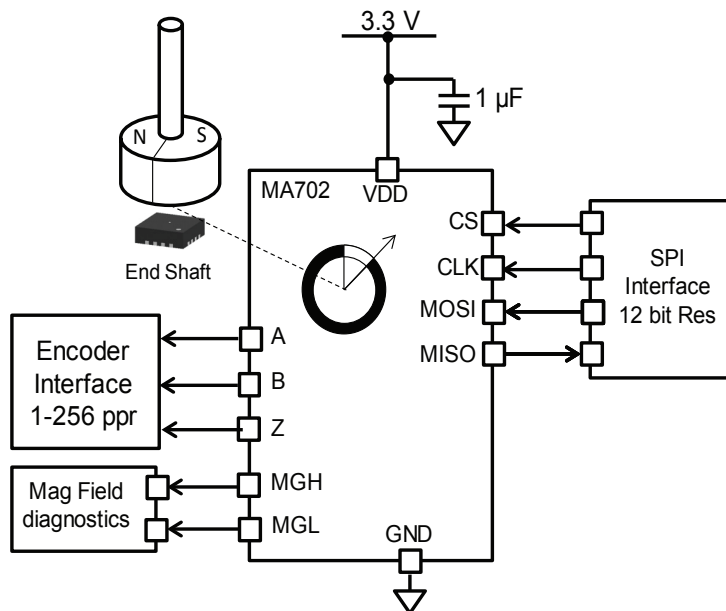 3.3 V
1 µF
N S
MA702
VDD
End Shaft
CS
CLK
MOSI
MISO
SPI
Interface
12 bit Res
A
B
Z
Encoder
Interface
1-256 ppr
MGH
MGL
Mag Field
diagnostics
GND